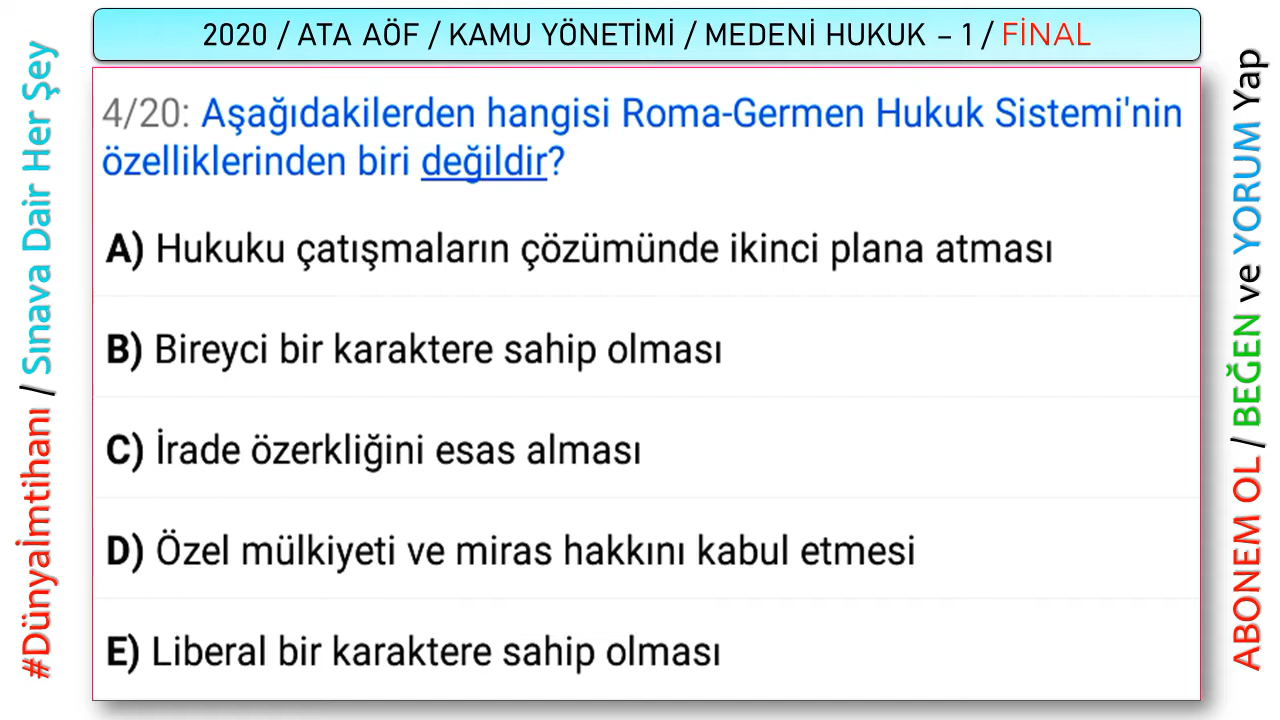 2020 / ATA AÖF / KAMU YÖNETİMİ / MEDENİ HUKUK – 1 / FİNAL
#Dünyaİmtihanı / Sınava Dair Her Şey
4/20: Aşağıdakilerden hangisi Roma-Germen Hukuk Sistemi'nin
özelliklerinden biri değildir?
A) Hukuku çatışmaların çözümünde ikinci plana atması
B) Bireyci bir karaktere sahip olması
C) İrade özerkliğini esas alması
D) Özel mülkiyeti ve miras hakkını kabul etmesi
E) Liberal bir karaktere sahip olması
ABONEM OL / BEĞEN ve YORUM Yap